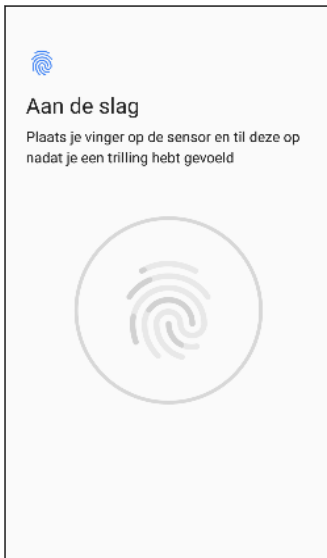 Aan de slag
Plaats je vinger op de sensor en til deze op
nadat je een trilling hebt gevoeld